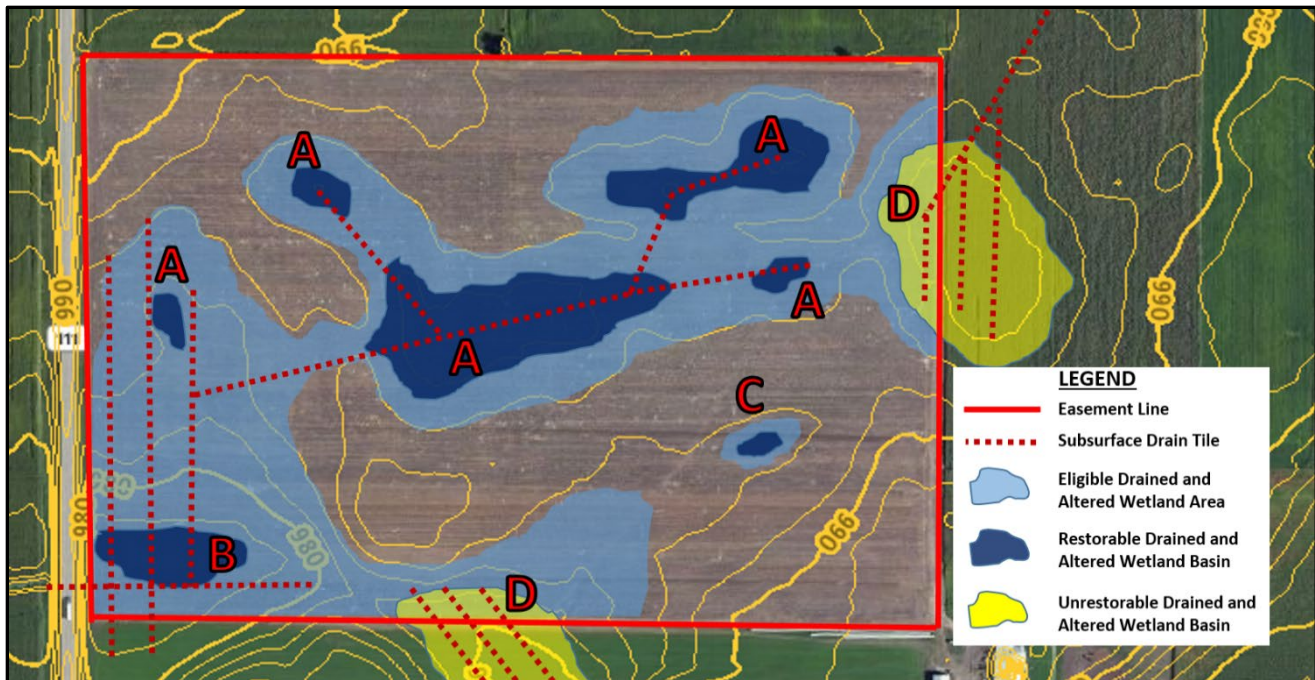 990
990
A
A
D
A
990
990
111
A
A
LEGEND
Easement Line
C
Subsurface Drain Tile
Eligible Drained and
Altered Wetland Area
980
B
980
990
Restorable Drained and
Altered Wetland Basin
D
Unrestorable Drained and
Altered Wetland Basin